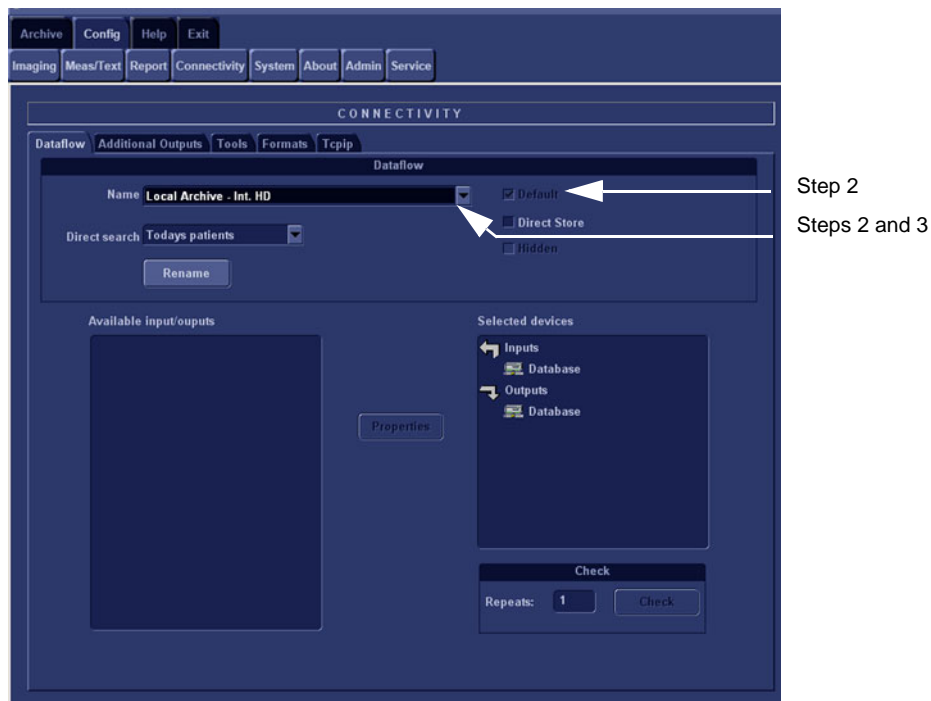 Archive Config Help Exit
Imaging Meas/Text Report Connectivity System About Admin Service
CONNECTIVITY
Dataflow Additional Outputs Tools Formats Tcpip
Dataflow
Name Local Archive - Int. HD Default
Step 2
Direct Store
Steps 2 and 3
Direct search Todays patients Hidden
Rename
Available input/ouputs Selected devices
Inputs
Database
Outputs
Database
Properties
Check
Repeats: 1 Check